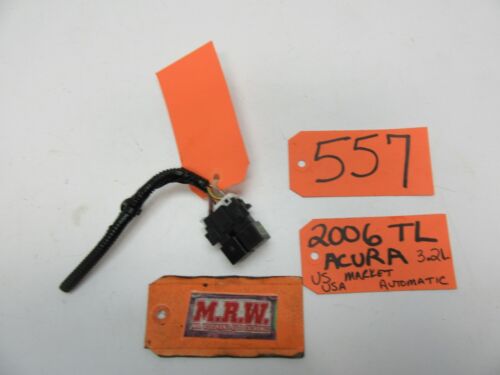 557
2006 TL
ACURA 3.2L
US MARKET
USA AUTOMATIC
M.R.W.